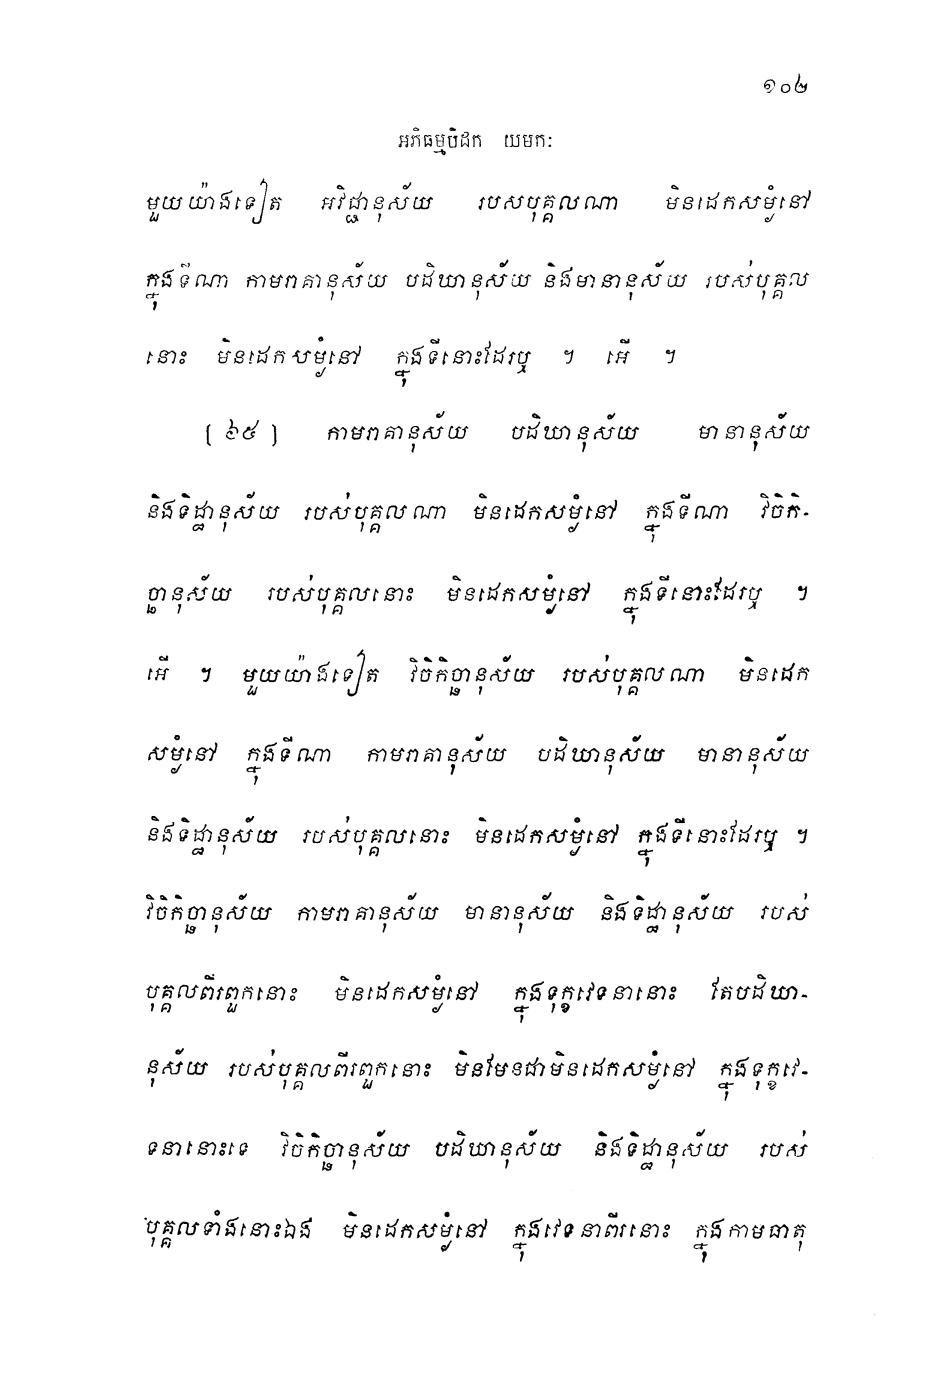 ១០២
អភិធម្មបិដក យមកៈ
មួយយ៉ាងទៀត អវិជ្ជានុស័យ របសបុគ្គលណា មិនដេកសម្ងំនៅ
ក្នុងទីណា កាមរាគានុស័យ បដិឃានុស័យ និងមានានុស័យ របស់បុគ្គល
នោះ មិនដេកសម្ងំនៅ ក្នុងទីនោះដែរឬ ។ អើ ។
[ ៦៥ ] កាមរាគានុស័យ បដិឃានុស័យ មានានុស័យ
និងទិដ្ឋានុស័យ របស់បុគ្គលណា មិនដេកសម្ងំនៅ ក្នុងទីណា វិចិកិ-
ច្ឆានុស័យ របស់បុគ្គលនោះ មិនដេកសម្ងំនៅ ក្នុងទីនោះដែរឬ ។
អើ ។ មួយយ៉ាងទៀត វិចិកិច្ឆានុស័យ របស់បុគ្គលណា មិនដេក
សម្ងំនៅ ក្នុងទីណា កាមរាគានុស័យ បដិឃានុស័យ មានានុស័យ
និងទិដ្ឋានុស័យ របស់បុគ្គលនោះ មិនដេកសម្ងំនៅ ក្នុងទីនោះដែរឬ ។
វិចិកិច្ឆានុស័យ កាមរាគានុស័យ មានានុស័យ និងទិដ្ឋានុស័យ របស់
បុគ្គលពីរពួកនោះ មិនដេកសម្ងំនៅ ក្នុងទុក្ខវេទនានោះ តែបដិឃា-
នុស័យ របស់បុគ្គលពីរពួកនោះ មិនមែនជាមិនដេកសម្ងំនៅ ក្នុងទុក្ខវេ-
ទនានោះទេ វិចិកិច្ឆានុស័យ បដិឃានុស័យ និងទិដ្ឋានុស័យ របស់
បុគ្គលទាំងនោះឯង មិនដេកសម្ងំនៅ ក្នុងវេទនាពីរនោះ ក្នុងកាមធាតុ